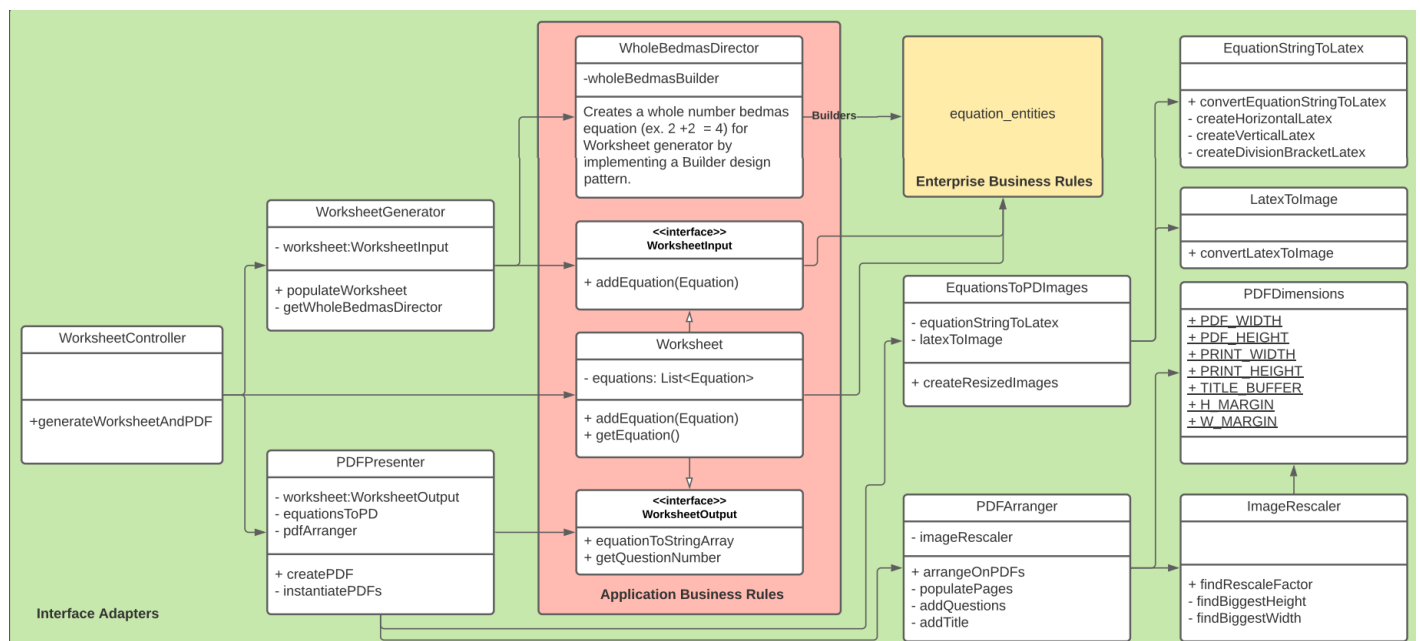 WorksheetController
+generateWorksheetAndPDF
WorksheetGenerator
- worksheet:WorksheetInput
+ populateWorksheet
- getWholeBedmasDirector
PDFPresenter
- worksheet:WorksheetOutput
- equationsToPD
- pdfArranger
+ createPDF
- instantiatePDFs
Interface Adapters
WholeBedmasDirector
-wholeBedmasBuilder
Creates a whole number bedmas
equation (ex. 2 +2  = 4) for
Worksheet generator by
implementing a Builder design
pattern.
Builders
<<interface>>
WorksheetInput
+ addEquation(Equation)
Worksheet
- equations: List<Equation>
+ addEquation(Equation)
+ getEquation()
<<interface>>
WorksheetOutput
+ equationToStringArray
+ getQuestionNumber
Application Business Rules
equation_entities
Enterprise Business Rules
EquationsToPDImages
- equationStringToLatex
- latexToImage
+ createResizedImages
PDFArranger
- imageRescaler
+ arrangeOnPDFs
- populatePages
- addQuestions
- addTitle
EquationStringToLatex
+ convertEquationStringToLatex
- createHorizontalLatex
- createVerticalLatex
- createDivisionBracketLatex
LatexToImage
+ convertLatexToImage
PDFDimensions
+ PDF_WIDTH
+ PDF_HEIGHT
+ PRINT_WIDTH
+ PRINT_HEIGHT
+ TITLE_BUFFER
+ H_MARGIN
+ W_MARGIN
ImageRescaler
+ findRescaleFactor
- findBiggestHeight
- findBiggestWidth